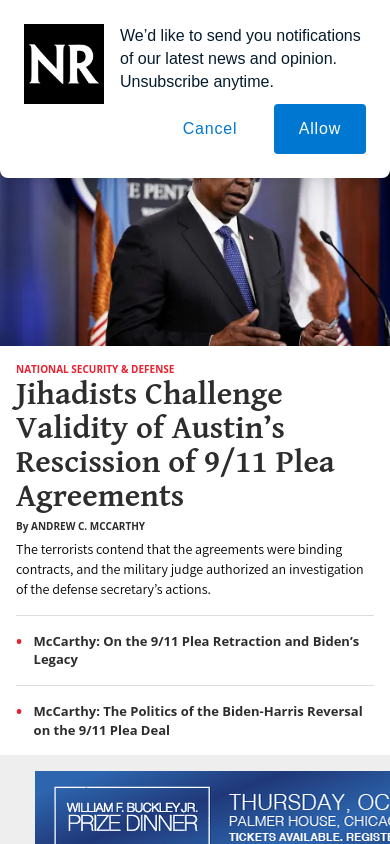 NR
We’d like to send you notifications
of our latest news and opinion.
Unsubscribe anytime.
Cancel
Allow
E PENT
NATIONAL SECURITY & DEFENSE
Jihadists Challenge
Validity of Austin’s
Rescission of 9/11 Plea
Agreements
By ANDREW C. MCCARTHY
The terrorists contend that the agreements were binding
contracts, and the military judge authorized an investigation
of the defense secretary’s actions.
• McCarthy: On the 9/11 Plea Retraction and Biden’s
Legacy
• McCarthy: The Politics of the Biden-Harris Reversal
on the 9/11 Plea Deal
WILLIAM F. BUCKLEY JR.
PRIZE DINNER
THURSDAY, OC
PALMER HOUSE, CHICA
TICKETS AVAILABLE. REGISTE